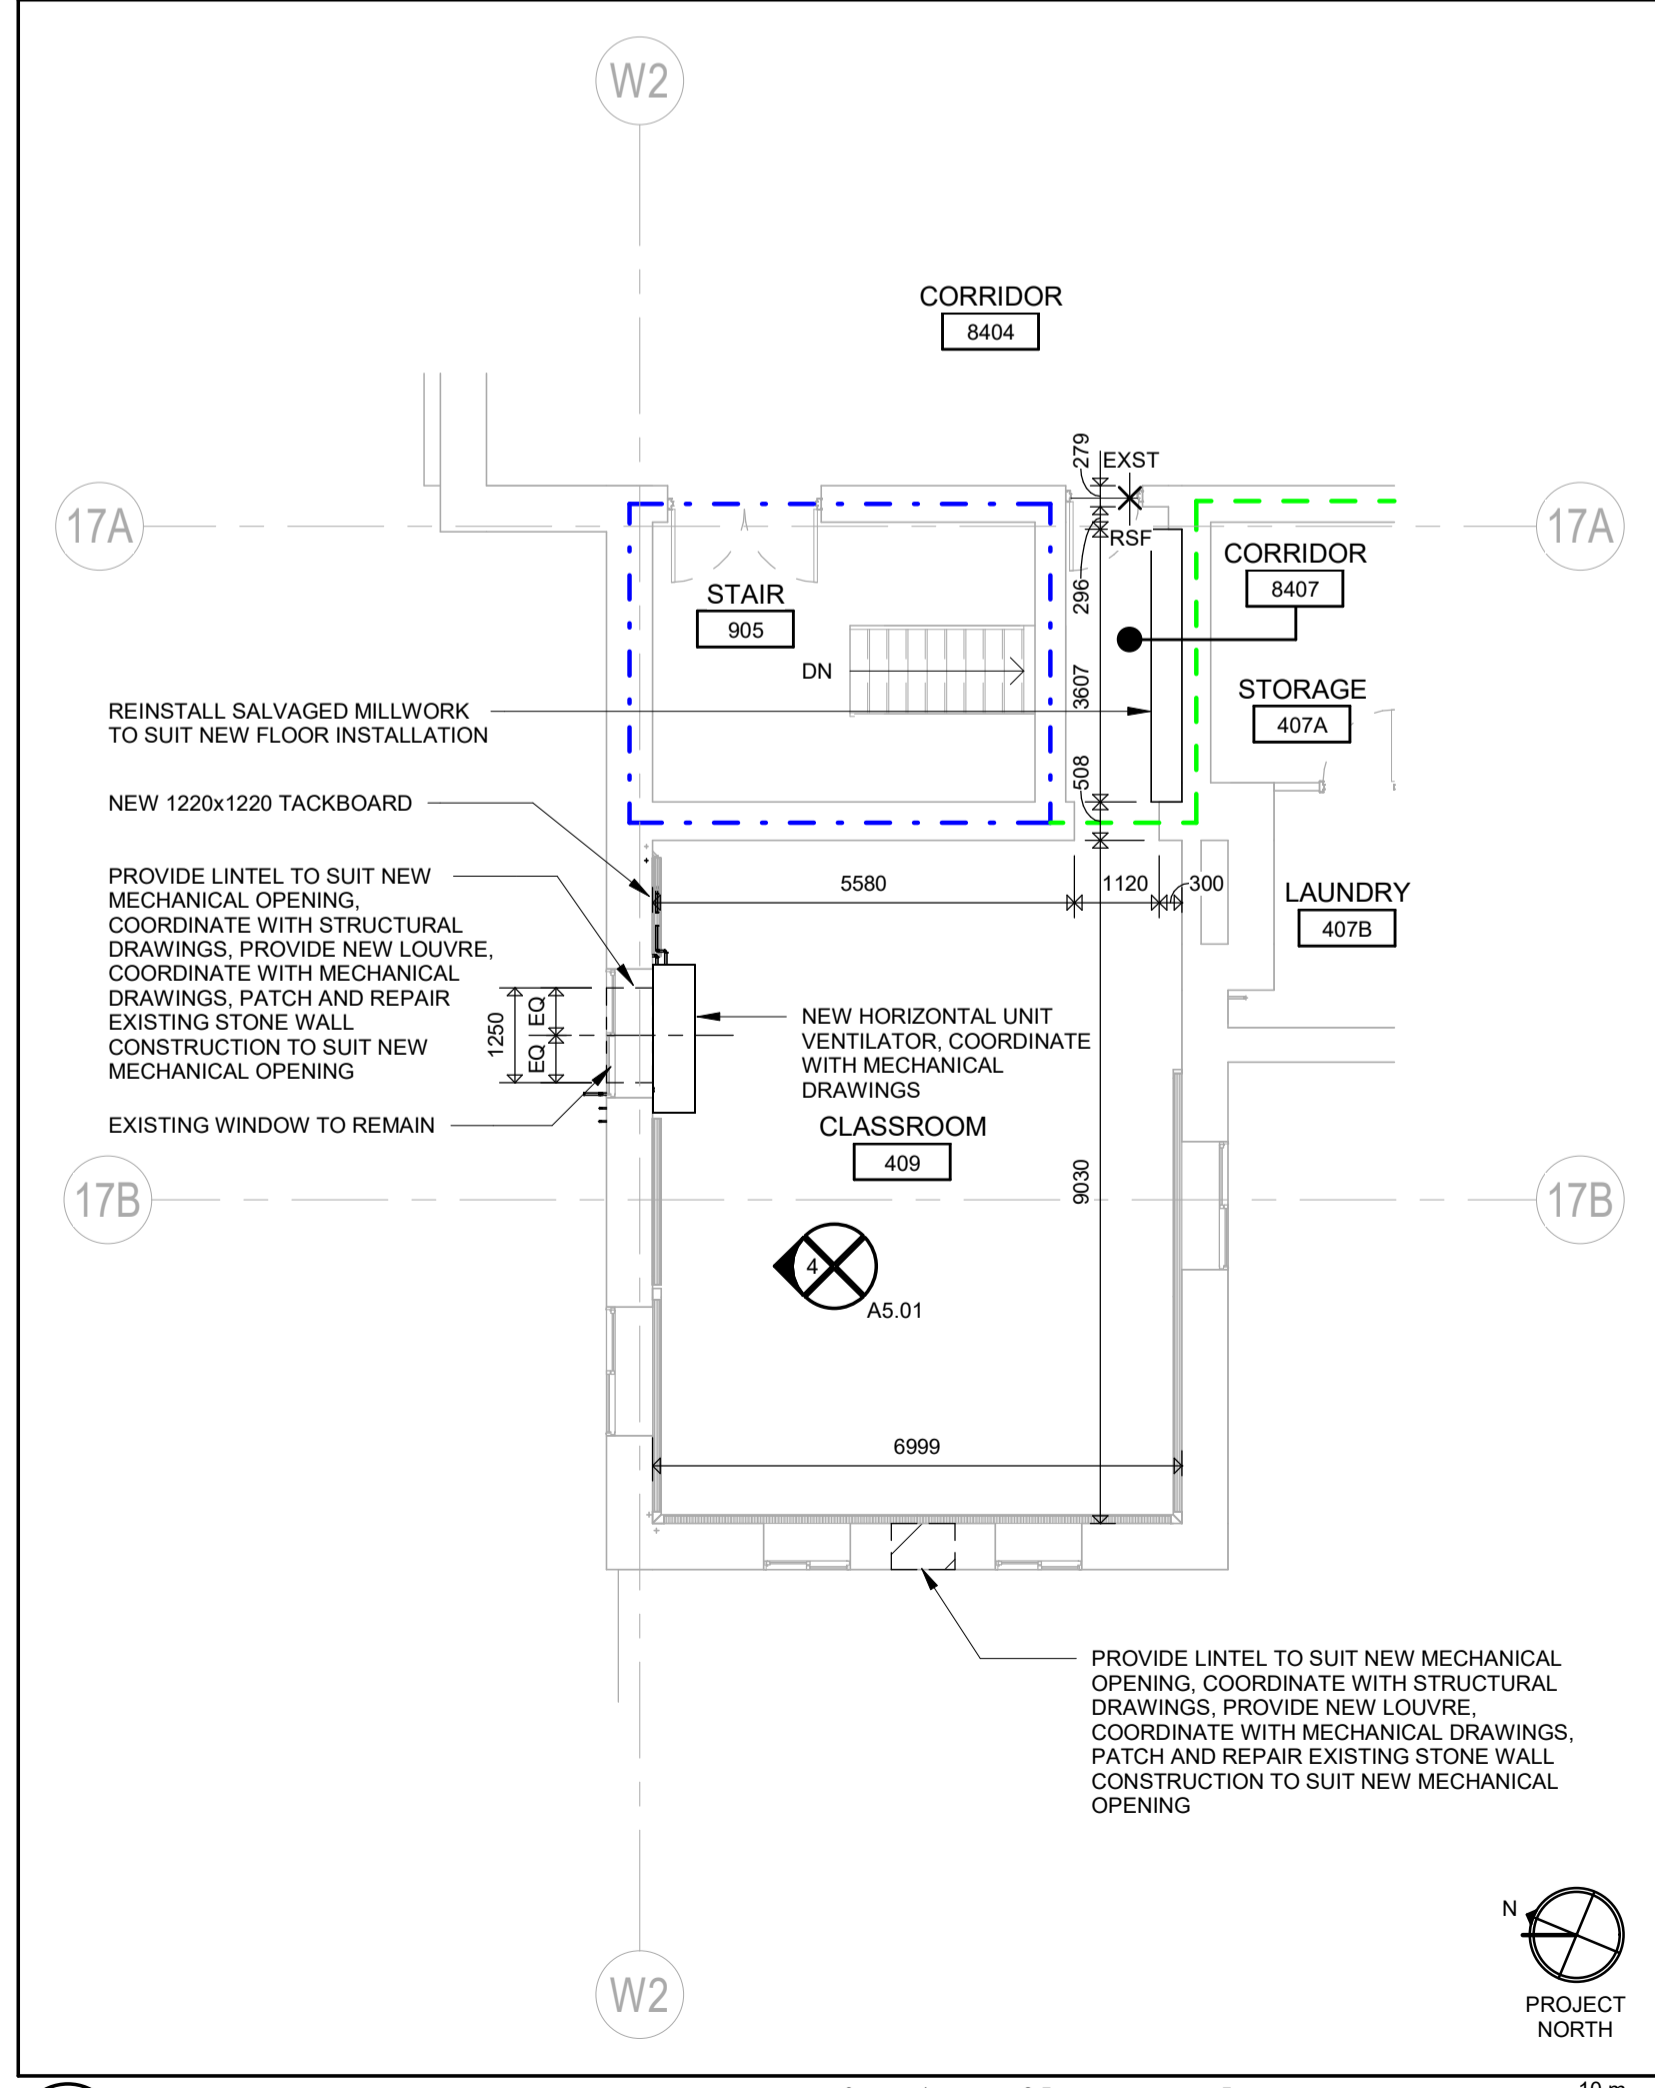 W2
CORRIDOR
8404
279
EXST
17A
17A
RSF
CORRIDOR
8407
296
STAIR
905
DN
3607
STORAGE
407A
REINSTALL SALVAGED MILLWORK
TO SUIT NEW FLOOR INSTALLATION
508
NEW 1220x1220 TACKBOARD
PROVIDE LINTEL TO SUIT NEW
MECHANICAL OPENING,
COORDINATE WITH STRUCTURAL
DRAWINGS, PROVIDE NEW LOUVRE,
COORDINATE WITH MECHANICAL
DRAWINGS, PATCH AND REPAIR
EXISTING STONE WALL
CONSTRUCTION TO SUIT NEW
MECHANICAL OPENING
5580
1120
300
LAUNDRY
407B
1250
EQ
EQ
NEW HORIZONTAL UNIT
VENTILATOR, COORDINATE
WITH MECHANICAL
DRAWINGS
EXISTING WINDOW TO REMAIN
CLASSROOM
409
9030
17B
17B
4
A5.01
6999
PROVIDE LINTEL TO SUIT NEW MECHANICAL
OPENING, COORDINATE WITH STRUCTURAL
DRAWINGS, PROVIDE NEW LOUVRE,
COORDINATE WITH MECHANICAL DRAWINGS,
PATCH AND REPAIR EXISTING STONE WALL
CONSTRUCTION TO SUIT NEW MECHANICAL
OPENING
N
PROJECT
NORTH
W2
10 m